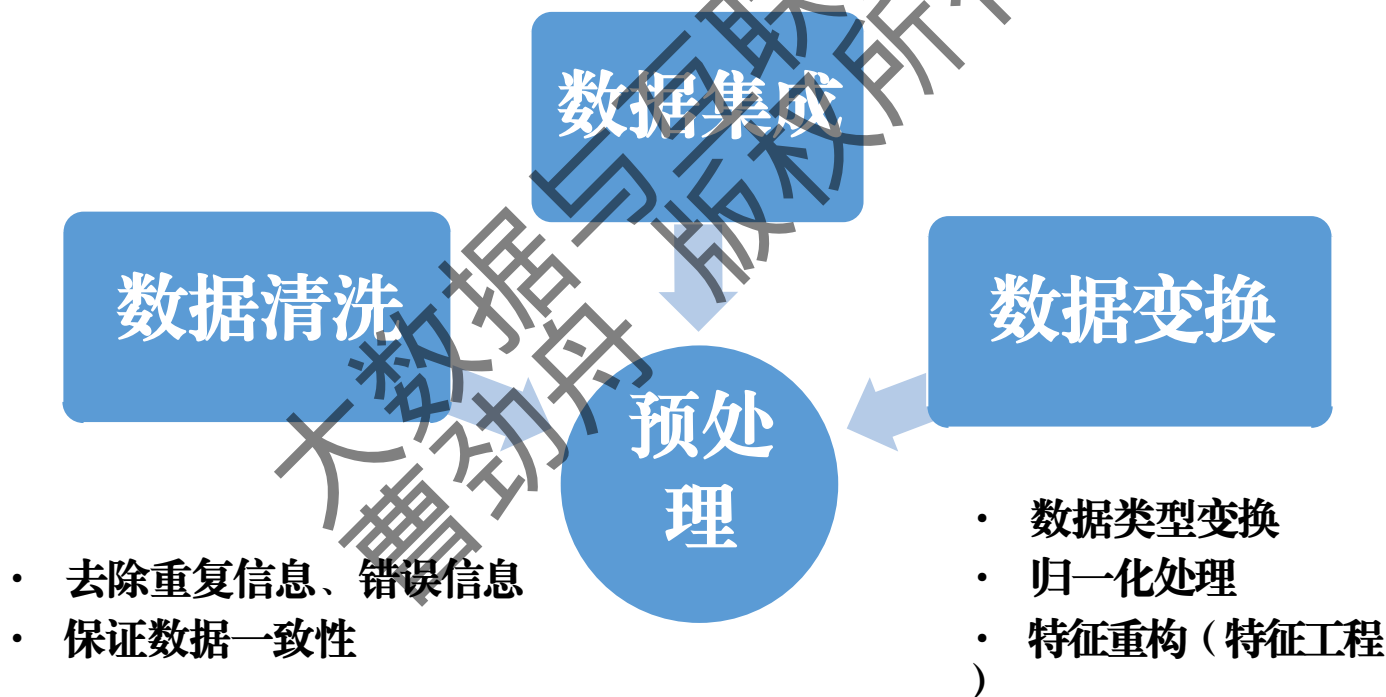 数据集成
数据清洗
数据变换
预处
理
· 数据类型变换
· 归一化处理
· 特征重构（特征工程
）
· 去除重复信息、错误信息
· 保证数据一致性
大数据与互联
曹劲舟 版权所有